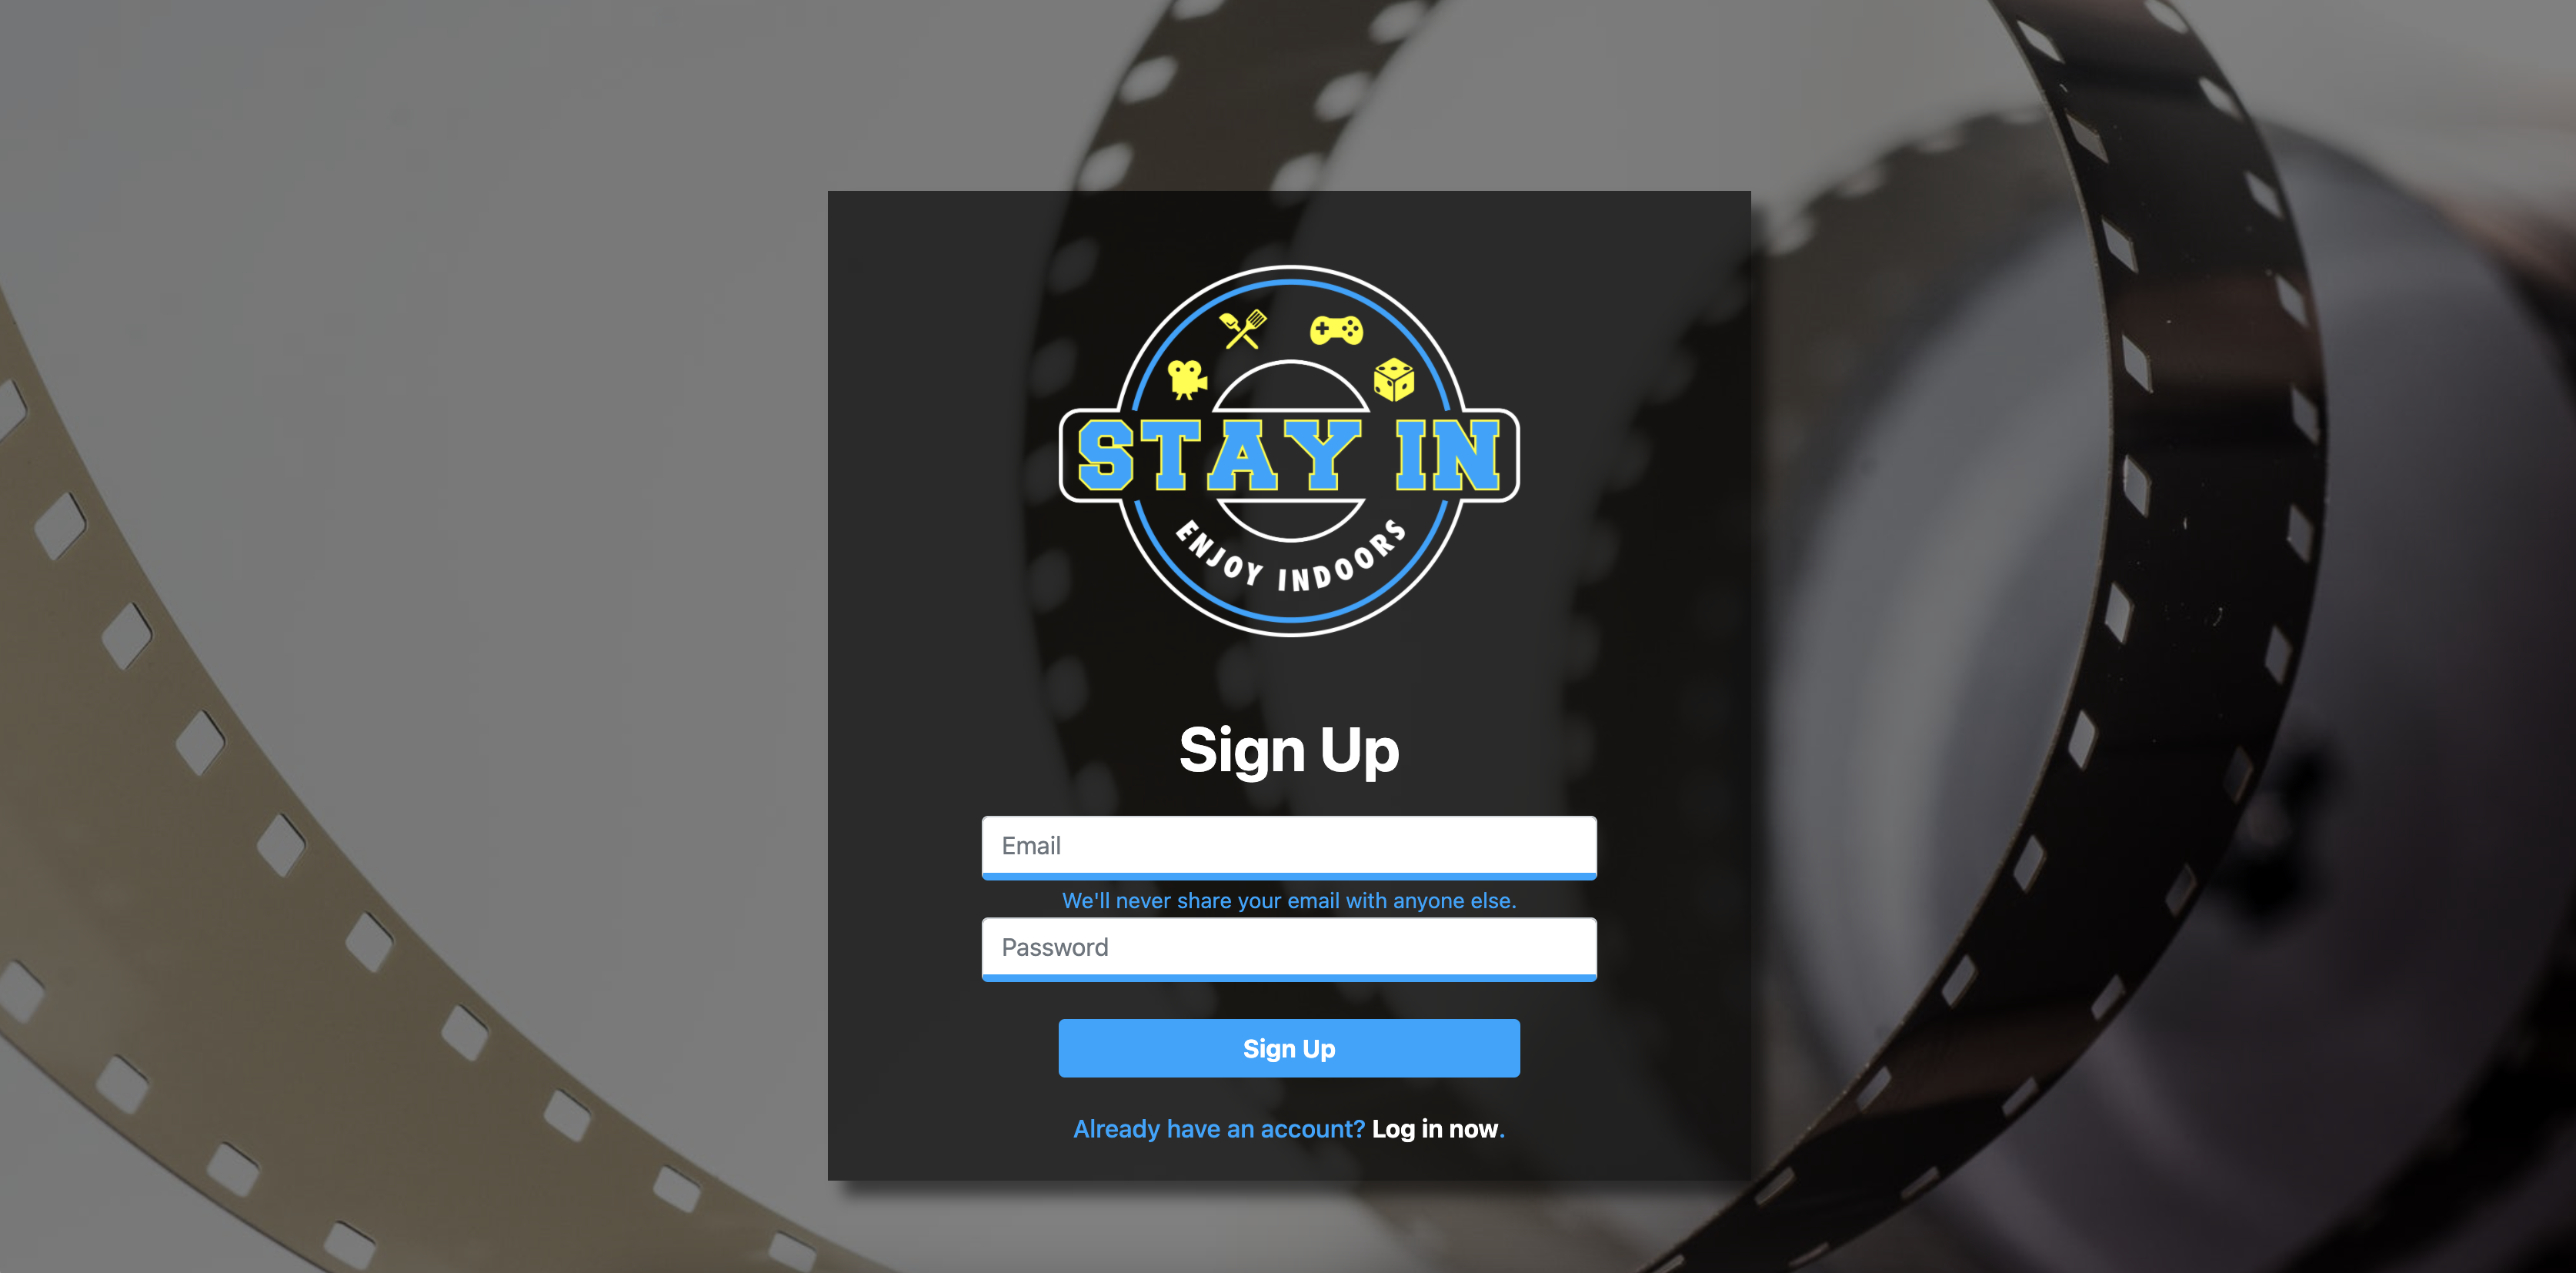 STAY IN
ENJOY INDOORS
Sign Up
Email
We'll never share your email with anyone else.
Password
Sign Up
Already have an account? Log in now.